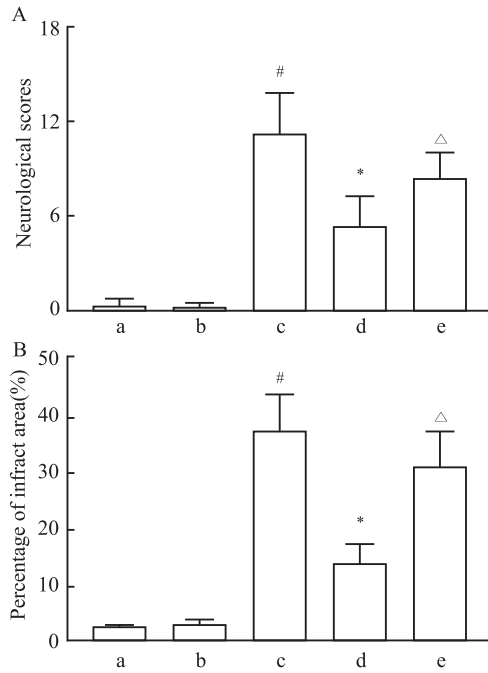 A
Neurological scores
18
12
6
0
#
*
△
a b c d e
B
Percentage of infract area(%)
50
40
30
20
10
0
#
*
△
a b c d e